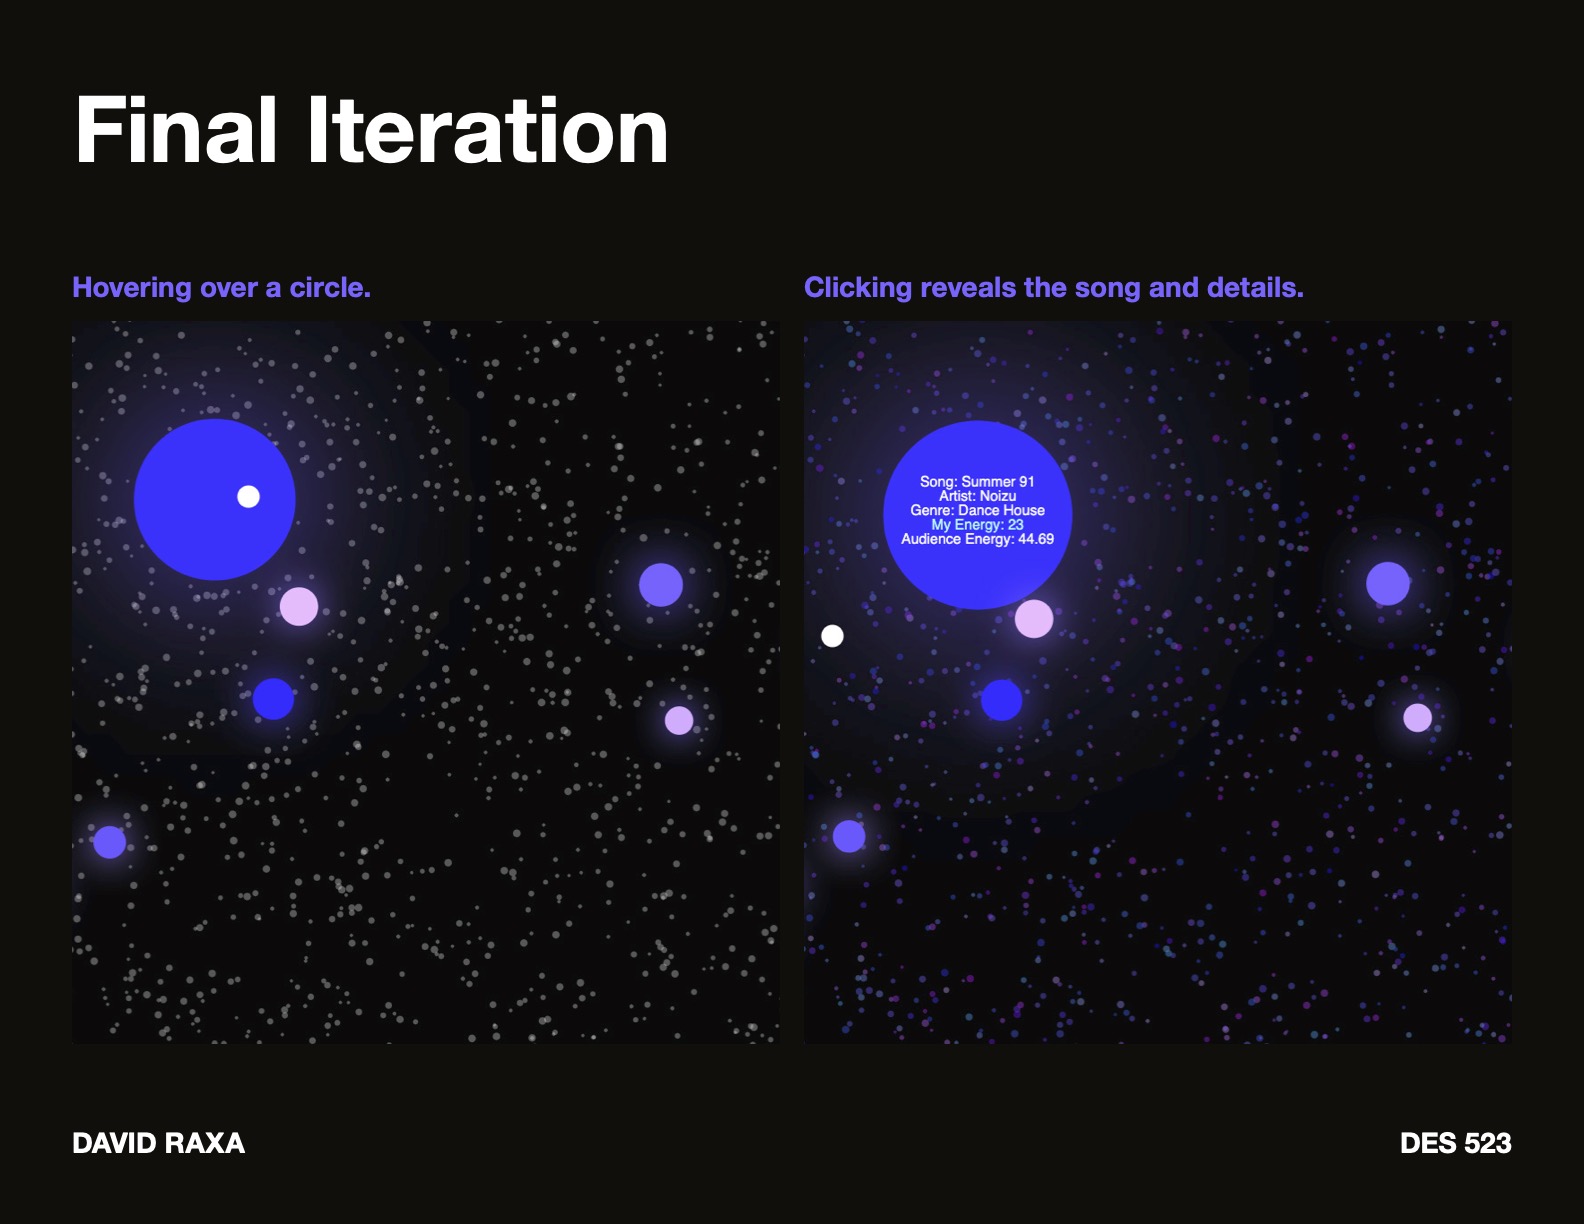 Final Iteration
Hovering over a circle.
Clicking reveals the song and details.
Song: Summer 91
Artist: Noizu
Genre: Dance House
My Energy: 23
Audience Energy: 44.69
DAVID RAXA
DES 523